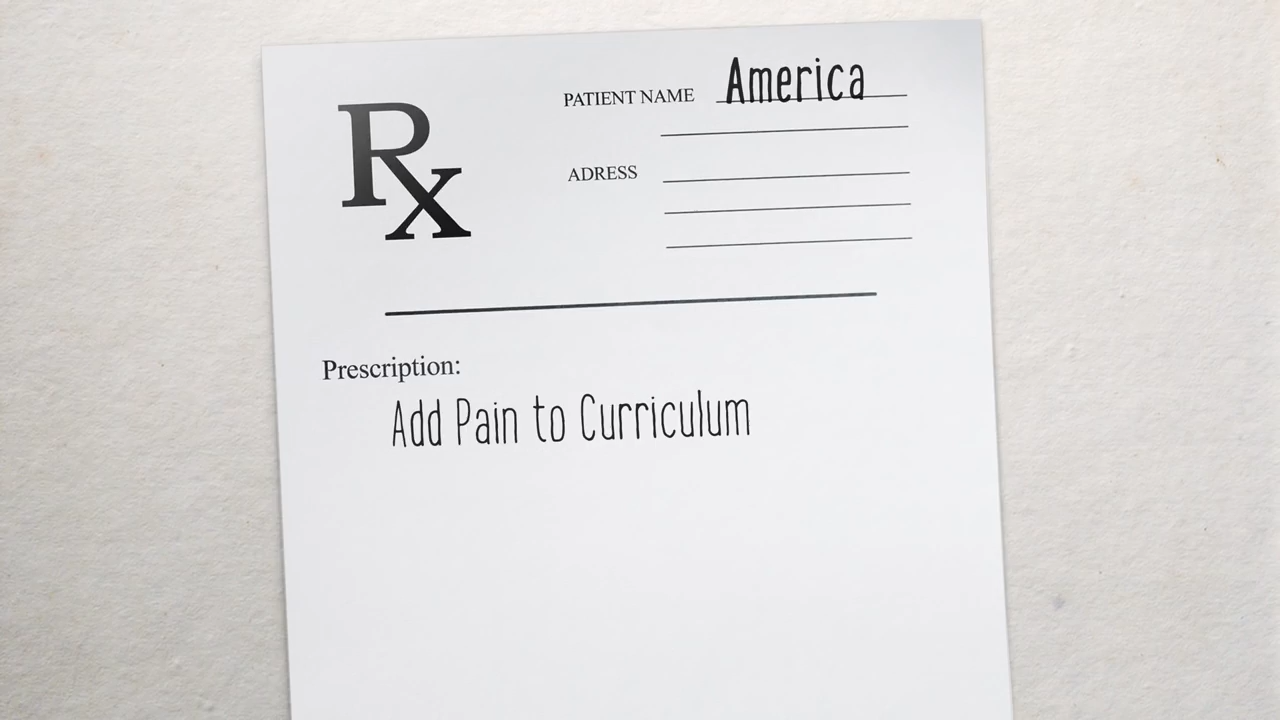 Rx
PATIENT NAME America
ADRESS
Prescription:
Add Pain to Curriculum